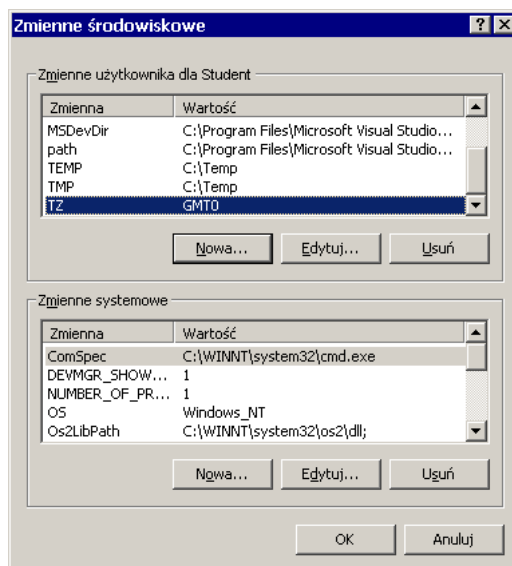 Zmienne środowiskowe
Zmienne użytkownika dla Student
Zmienna Wartość
MSDevDir C:\Program Files\Microsoft Visual Studio...
path C:\Program Files\Microsoft Visual Studio...
TEMP C:\Temp
TMP C:\Temp
TZ GMT0
Nowa... Edytuj... Usuń
Zmienne systemowe
Zmienna Wartość
ComSpec C:\WINNT\system32\cmd.exe
DEVMGR_SHOW... 1
NUMBER_OF_PR... 1
OS Windows_NT
Os2LibPath C:\WINNT\system32\os2\dll;
Nowa... Edytuj... Usuń
OK Anuluj